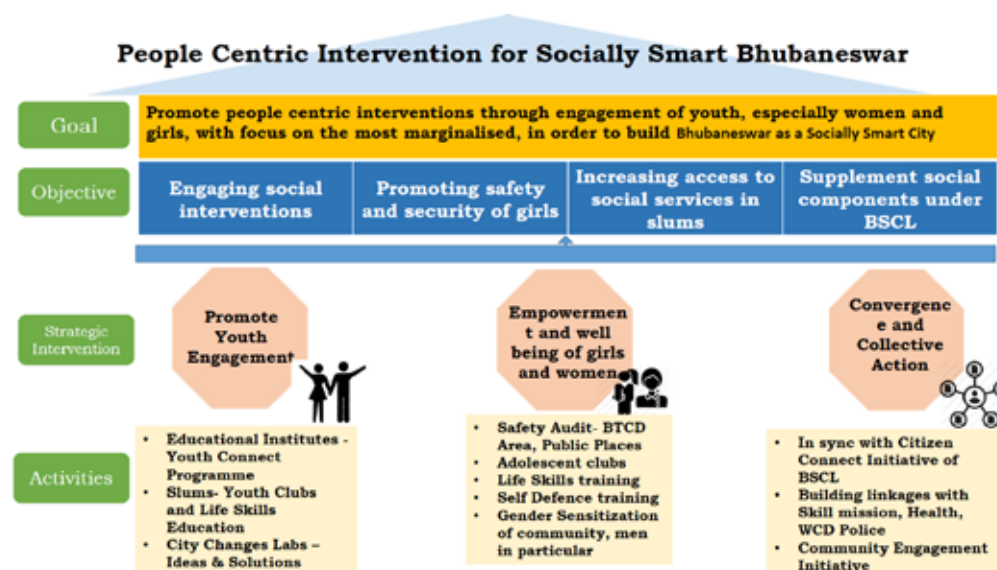 People Centric Intervention for Socially Smart Bhubaneswar
Goal
Promote people centric interventions through engagement of youth, especially women and
girls, with focus on the most marginalised, in order to build Bhubaneswar as a Socially Smart City
Objective
Engaging social
interventions
Promoting safety
and security of girls
Increasing access to
social services in
slums
Supplement social
components under
BSCL
Strategic
Intervention
Promote
Youth
Engagement
Empowermen
t and well
being of girls
and women
Convergenc
e and
Collective
Action
Activities
• Educational Institutes -
Youth Connect
Programme
• Slums- Youth Clubs
and Life Skills
Education
• City Changes Labs –
Ideas & Solutions
• Safety Audit- BTCD
Area, Public Places
• Adolescent clubs
• Life Skills training
• Self Defence training
• Gender Sensitization
of community, men
in particular
• In sync with Citizen
Connect Initiative of
BSCL
• Building linkages with
Skill mission, Health,
WCD Police
• Community Engagement
Initiative